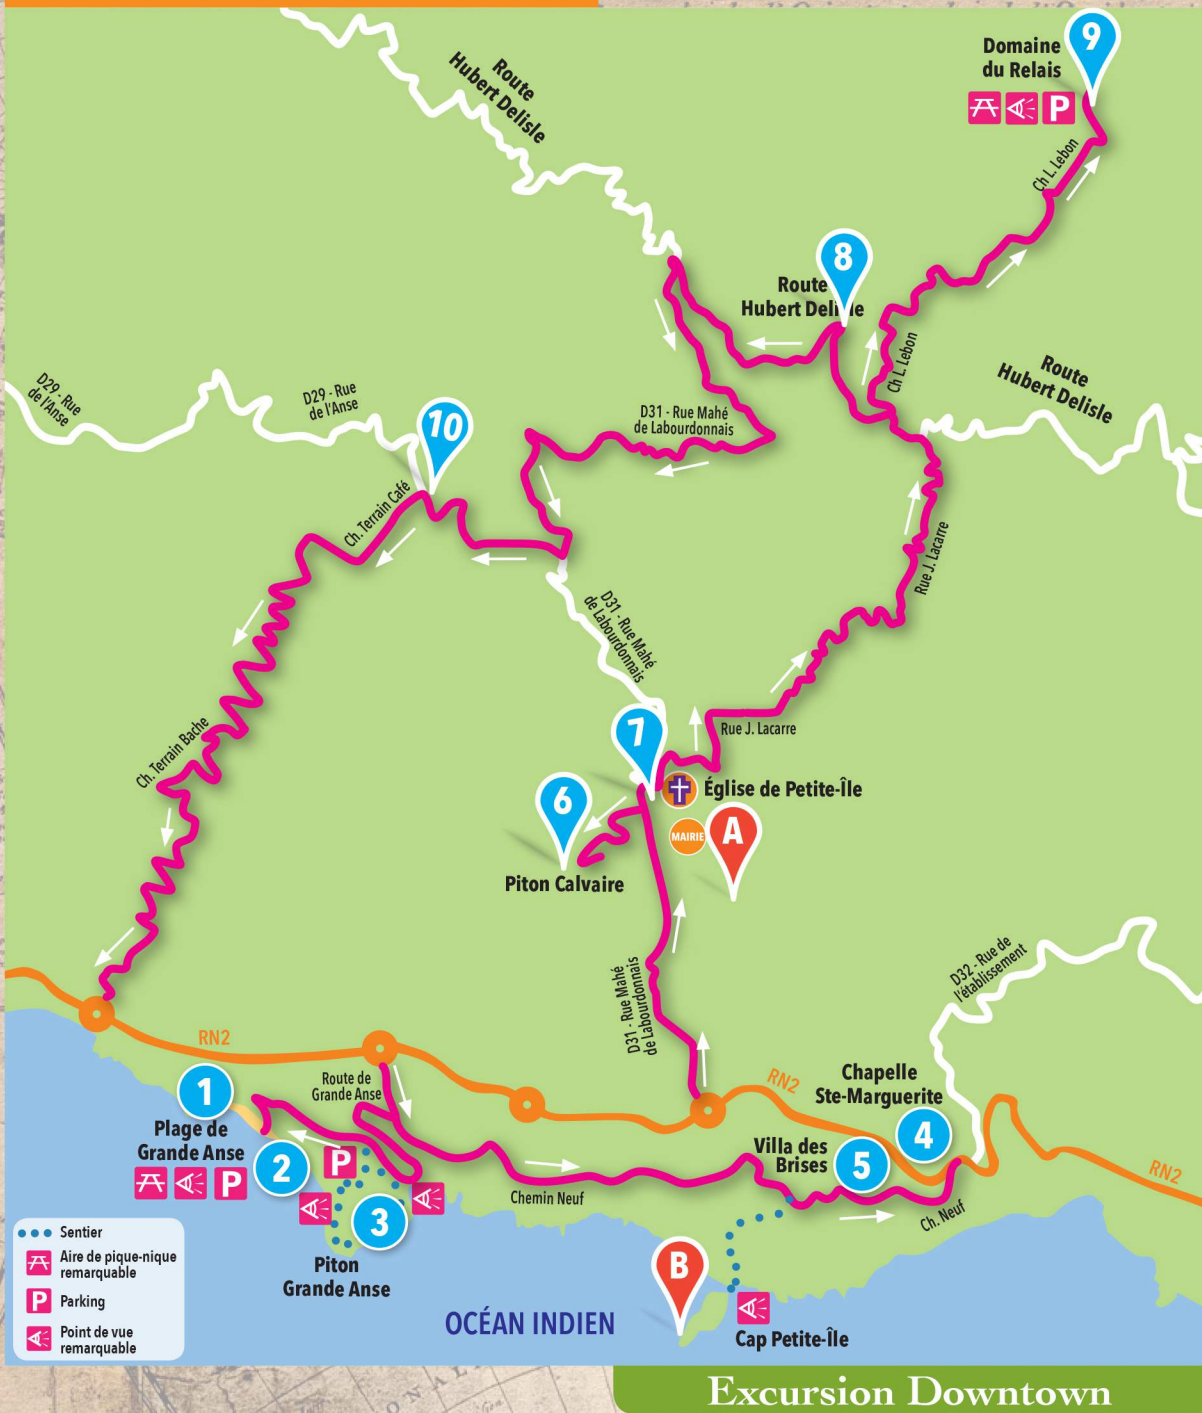 Route
Hubert Delisle
Domaine
du Relais
9
P
Ch L. Lebon
8
Route
Hubert Delisle
Ch L. Lebon
Route
Hubert Delisle
D29 - Rue
de l'Anse
D29 - Rue
de l'Anse
10
D31 - Rue Mahé
de Labourdonnais
Ch. Terrain Café
Rue J. Lacarre
D31 - Rue Mahé
de Labourdonnais
Ch. Terrain Bache
7
Rue J. Lacarre
6
Église de Petite-Île
MAIRIE
A
Piton Calvaire
D31 - Rue Mahé
de Labourdonnais
D32 - Rue de
l'établissement
RN2
Route de
Grande Anse
RN2
Chapelle
Ste-Marguerite
4
1
Plage de
Grande Anse
P
2
P
Villa des
Brises
5
RN2
Chemin Neuf
Ch. Neuf
3
Piton
Grande Anse
Sentier
Aire de pique-nique
remarquable
P
Parking
Point de vue
remarquable
B
OCÉAN INDIEN
Cap Petite-Île
Excursion Downtown